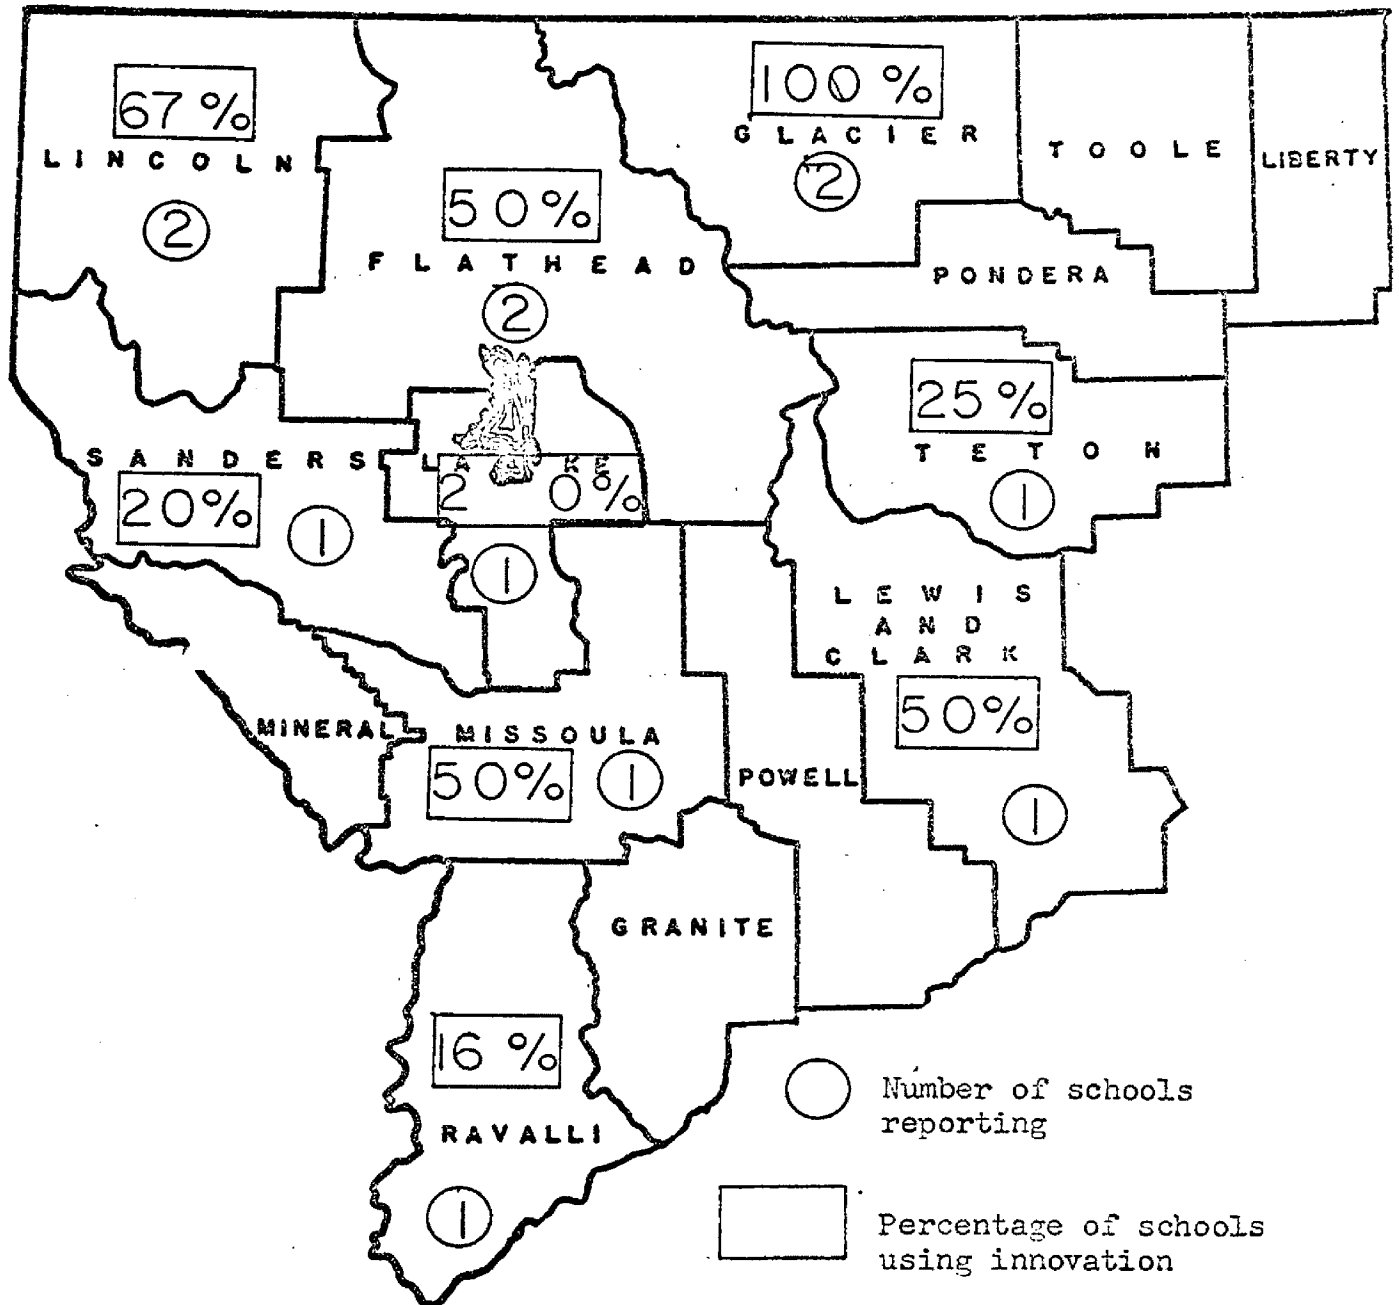 67 %
LINCOLN
2
50%
FLATHEAD
2
100 %
GLACIER
2
TOOLE
LIBERTY
PONDERA
25 %
TETON
1
SANDERS
20%
1
LAKE
20%
1
LEWIS
AND
CLARK
50%
1
MINERAL
MISSOULA
50%
1
POWELL
GRANITE
16 %
RAVALLI
1
Number of schools
reporting
Percentage of schools
using innovation